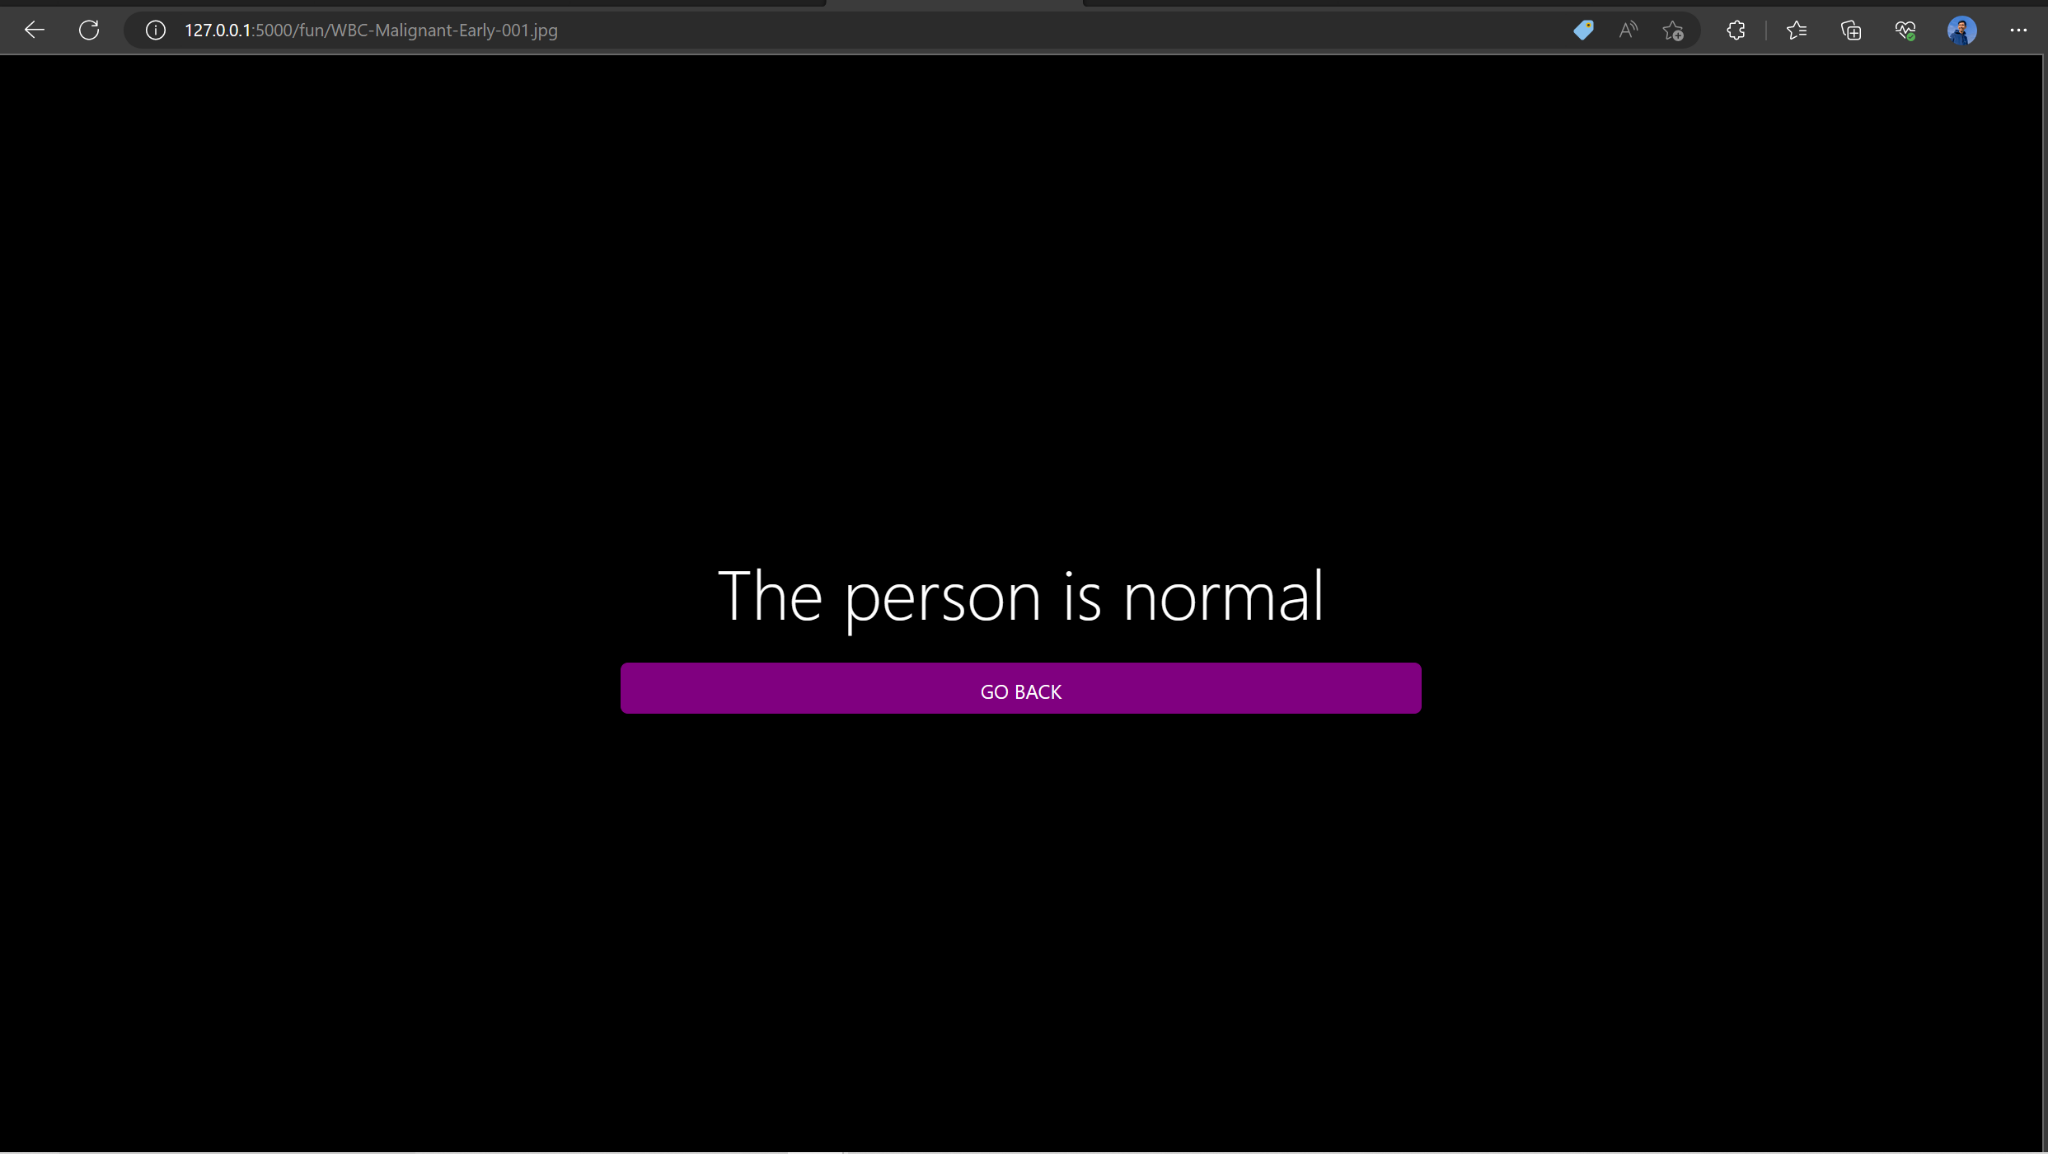 127.0.0.1:5000/fun/WBC-Malignant-Early-001.jpg
The person is normal
GO BACK